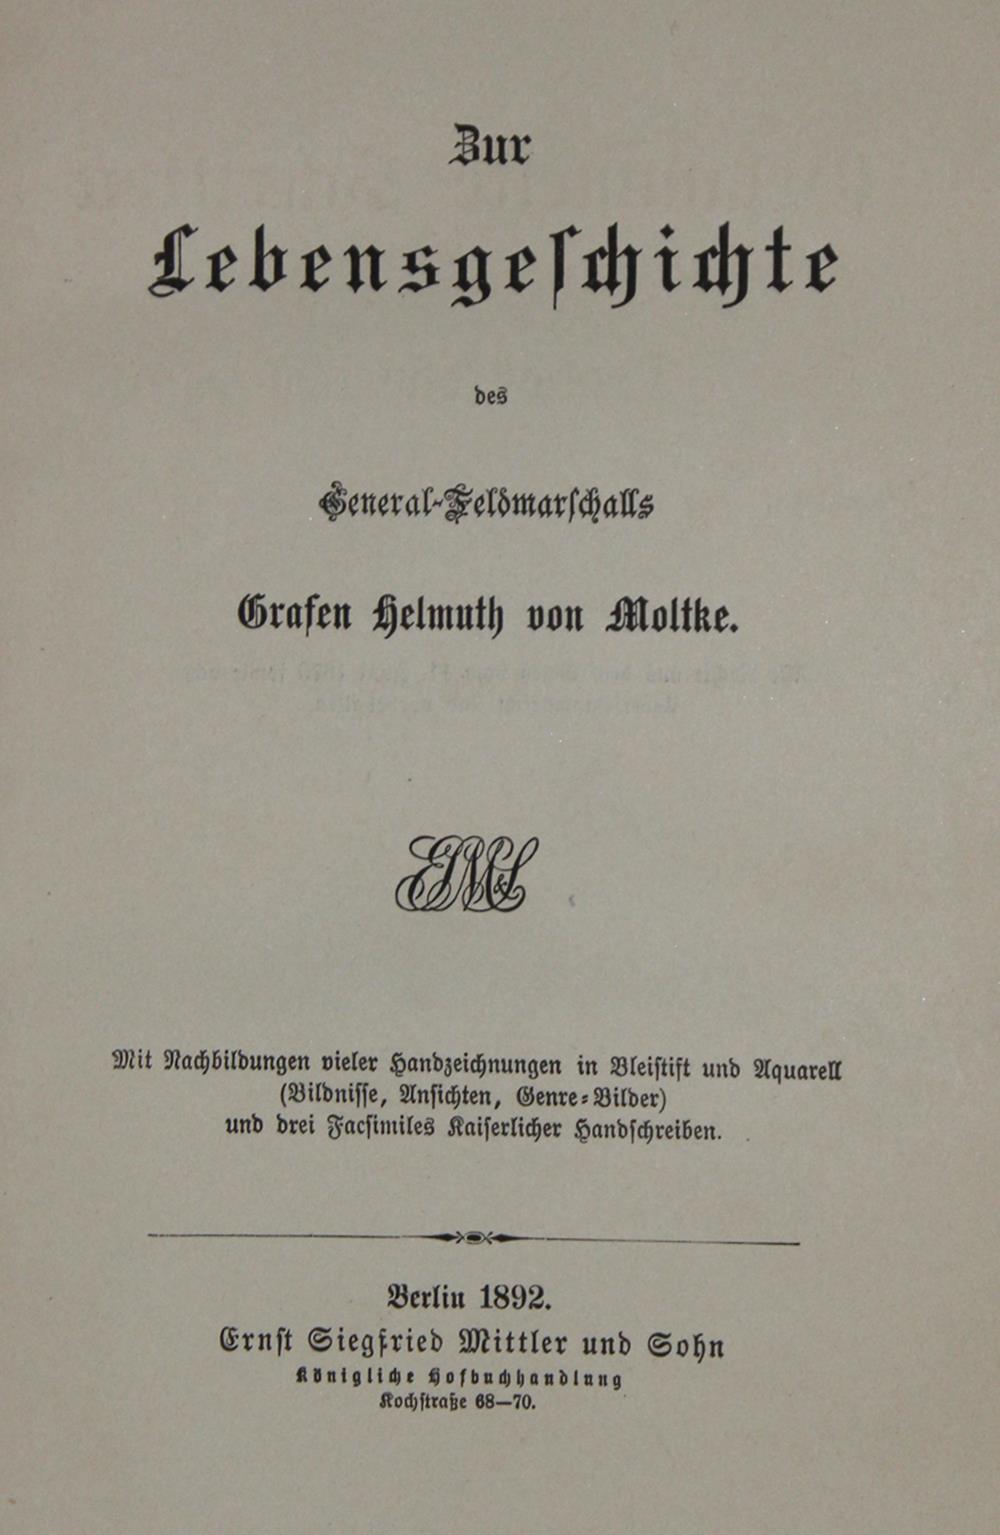 Zur
Lebensgeſchichte
des
General-Feldmarſchalls
Grafen Helmuth von Moltke.
ESM&S
Mit Nachbildungen vieler Handzeichnungen in Bleiſtift und Aquarell
(Bildniſſe, Anſichten, Genre-Bilder)
und drei Facſimiles Kaiſerlicher Handſchreiben.
Berlin 1892.
Ernſt Siegfried Mittler und Sohn
Königliche Hofbuchhandlung
Kochſtraße 68—70.